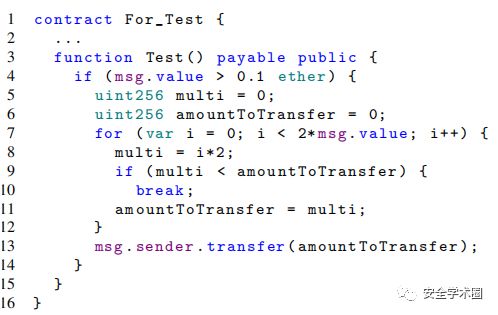 1 contract For_Test {
2   ...
3   function Test() payable public {
4     if (msg.value > 0.1 ether) {
5       uint256 multi = 0;
6       uint256 amountToTransfer = 0;
7       for (var i = 0; i < 2*msg.value; i++) {
8         multi = i*2;
9         if (multi < amountToTransfer) {
10           break;
11         amountToTransfer = multi;
12       }
13       msg.sender.transfer(amountToTransfer);
14     }
15   }
16 }
安全学术圈